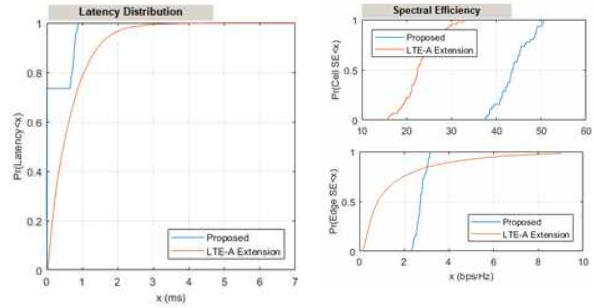 Latency Distribution
1
0.8
0.6
0.4
0.2
0
Pr(Latency<x)
Proposed
LTE-A Extension
0 1 2 3 4 5 6 7
x (ms)
Spectral Efficiency
1
0.5
0
Pr(Cell SE<x)
Proposed
LTE-A Extension
10 20 30 40 50 60
1
0.5
0
Pr(Edge SE<x)
Proposed
LTE-A Extension
0 2 4 6 8 10
x (bps/Hz)